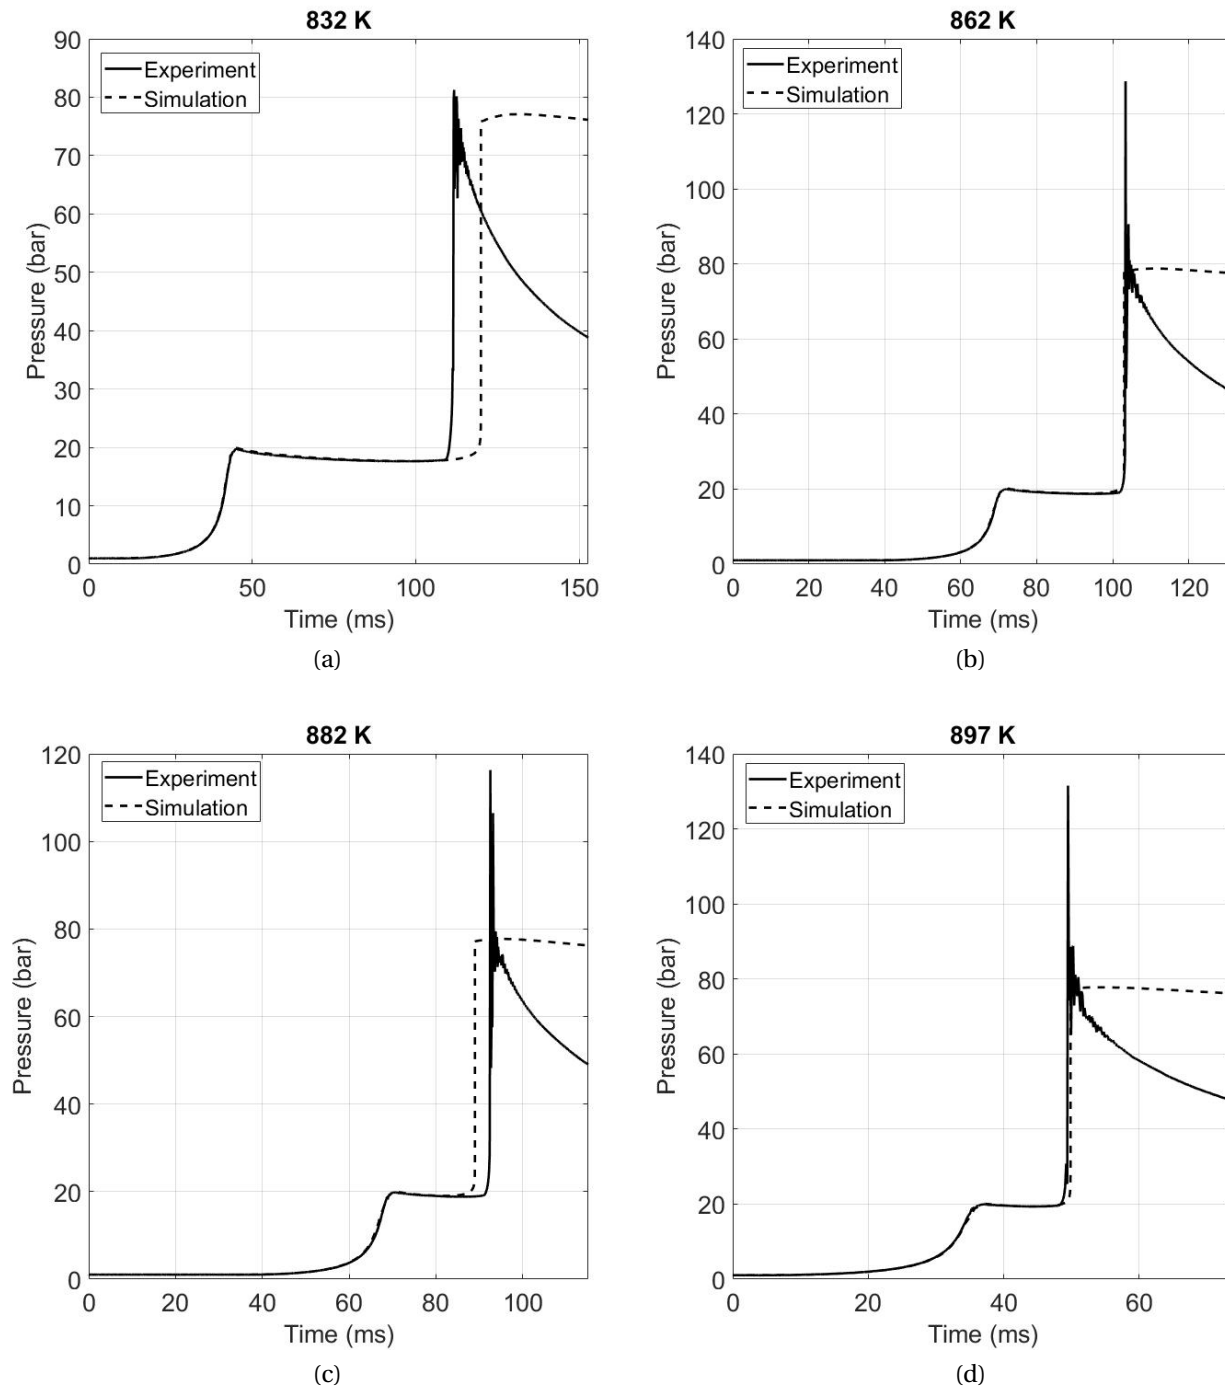 832 K
Experiment
Simulation
90
80
70
60
50
40
30
20
10
0
Pressure (bar)
0 50 100 150
Time (ms)
(a)
862 K
Experiment
Simulation
140
120
100
80
60
40
20
0
Pressure (bar)
0 20 40 60 80 100 120
Time (ms)
(b)
882 K
Experiment
Simulation
120
100
80
60
40
20
0
Pressure (bar)
0 20 40 60 80 100
Time (ms)
(c)
897 K
Experiment
Simulation
140
120
100
80
60
40
20
0
Pressure (bar)
0 20 40 60
Time (ms)
(d)